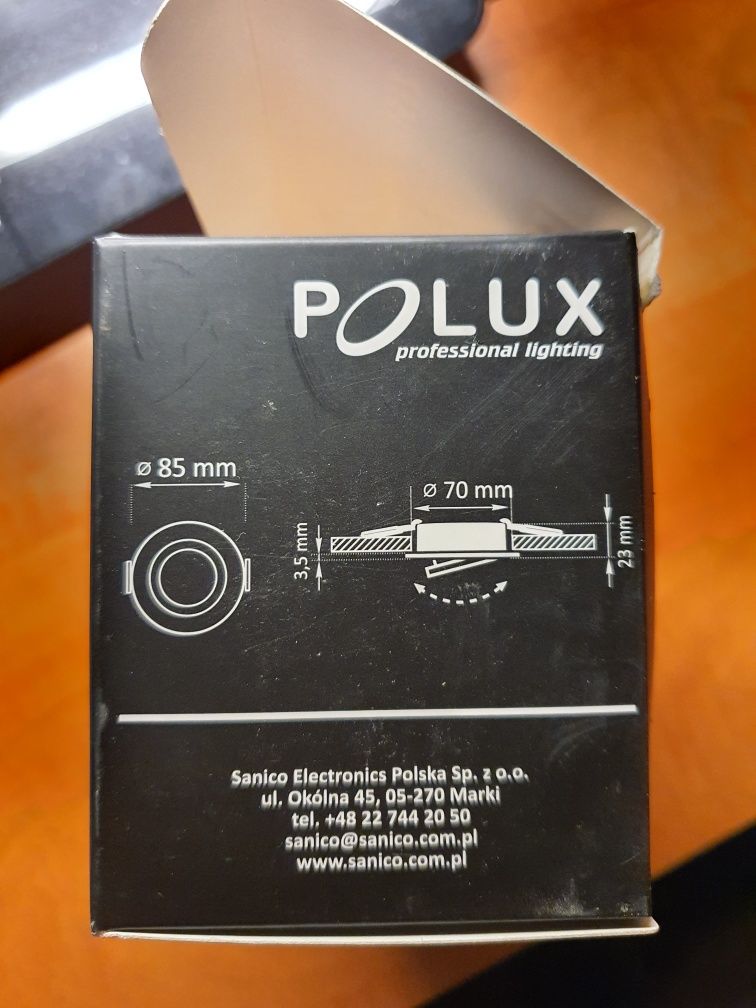 POLUX
professional lighting
ø 85 mm
ø 70 mm
3,5 mm
23 mm
Sanico Electronics Polska Sp. z o.o.
ul. Okólna 45, 05-270 Marki
tel. +48 22 744 20 50
sanico@sanico.com.pl
www.sanico.com.pl